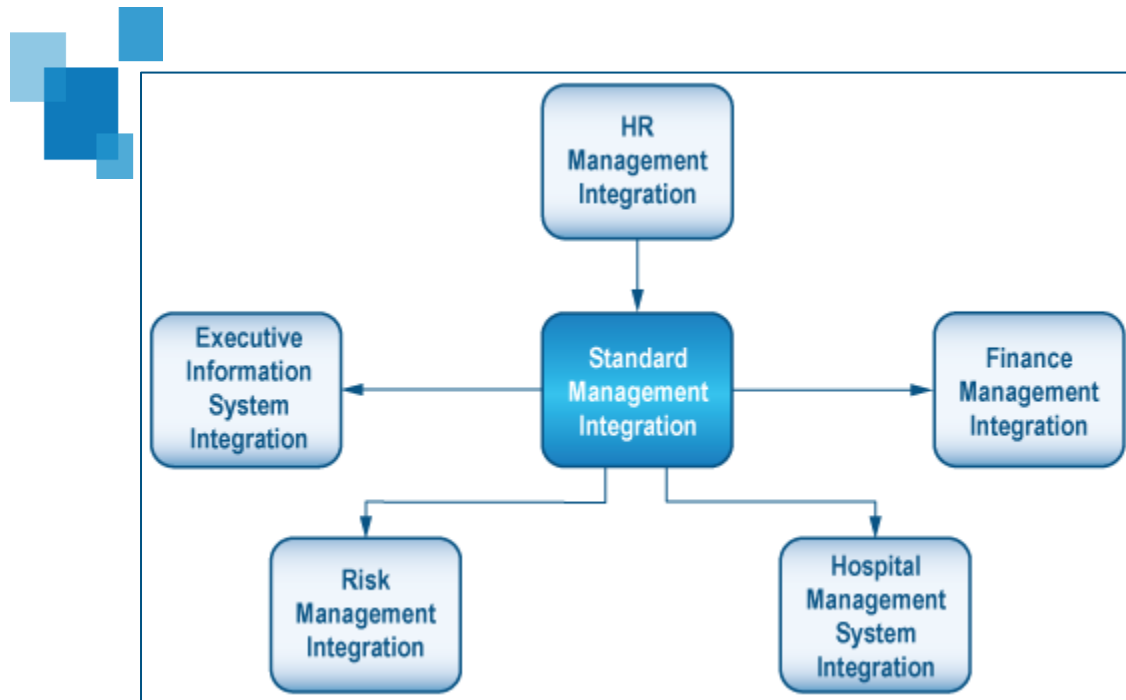 HR
Management
Integration
Executive
Information
System
Integration
Standard
Management
Integration
Finance
Management
Integration
Risk
Management
Integration
Hospital
Management
System
Integration